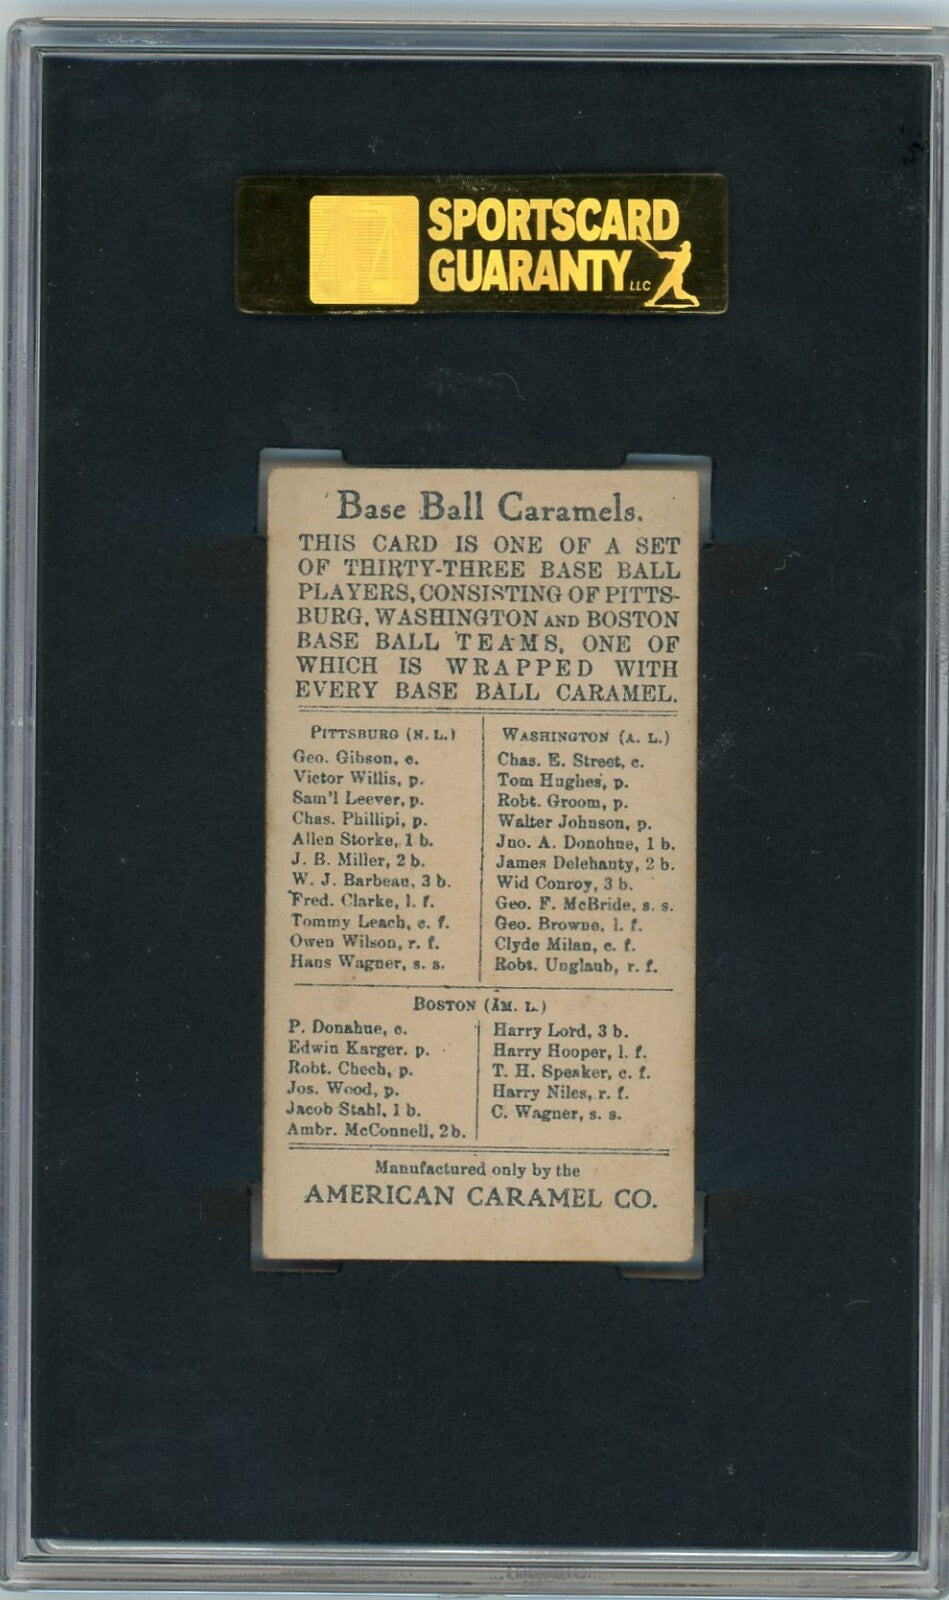 SPORTSCARD
GUARANTY LLC
Base Ball Caramels.
THIS CARD IS ONE OF A SET
OF THIRTY-THREE BASE BALL
PLAYERS, CONSISTING OF PITTS-
BURG, WASHINGTON AND BOSTON
BASE BALL TEAMS, ONE OF
WHICH IS WRAPPED WITH
EVERY BASE BALL CARAMEL.
PITTSBURG (N. L.)
Geo. Gibson, c.
Victor Willis, p.
Sam'l Leever, p.
Chas. Phillipi, p.
Allen Storke, 1 b.
J. B. Miller, 2 b.
W. J. Barbeau, 3 b.
Fred. Clarke, l. f.
Tommy Leach, c. f.
Owen Wilson, r. f.
Hans Wagner, s. s.
WASHINGTON (A. L.)
Chas. E. Street, c.
Tom Hughes, p.
Robt. Groom, p.
Walter Johnson, p.
Jno. A. Donohue, 1 b.
James Delehanty, 2 b.
Wid Conroy, 3 b.
Geo. F. McBride, s. s.
Geo. Browne, l. f.
Clyde Milan, c. f.
Robt. Unglaub, r. f.
BOSTON (AM. L.)
P. Donahue, c.
Edwin Karger, p.
Robt. Chech, p.
Jos. Wood, p.
Jacob Stahl, 1 b.
Ambr. McConnell, 2 b.
Harry Lord, 3 b.
Harry Hooper, l. f.
T. H. Speaker, c. f.
Harry Niles, r. f.
C. Wagner, s. s.
Manufactured only by the
AMERICAN CARAMEL CO.